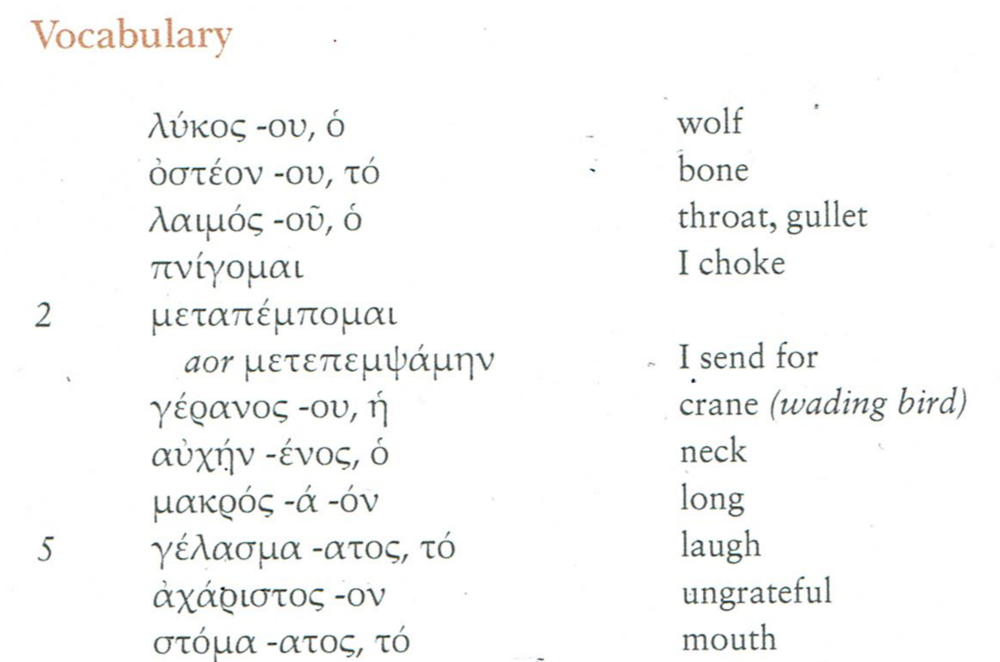 Vocabulary
λύκος -ου, ὁ wolf
ὀστέον -ου, τό bone
λαιμός -οῦ, ὁ throat, gullet
πνίγομαι I choke
2 μεταπέμπομαι
aor μετεπεμψάμην I send for
γέρανος -ου, ἡ crane (wading bird)
αὐχήν -ένος, ὁ neck
μακρός -ά -όν long
5 γέλασμα -ατος, τό laugh
ἀχάριστος -ον ungrateful
στόμα -ατος, τό mouth